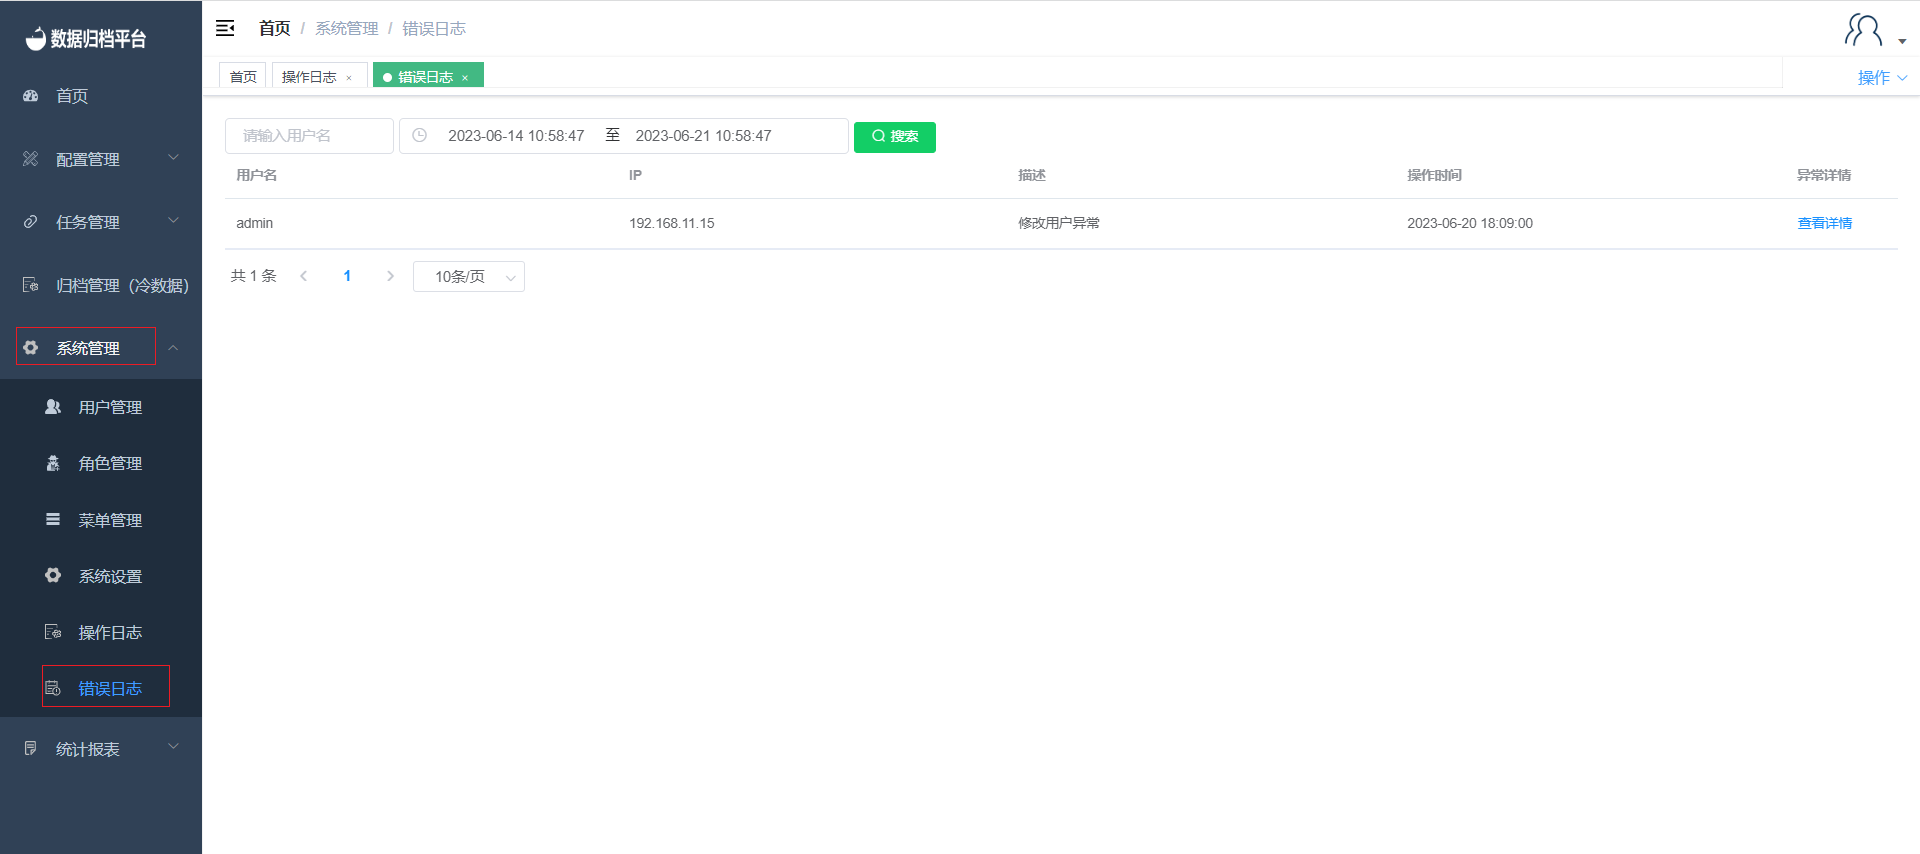 数据归档平台
首页
配置管理
任务管理
归档管理（冷数据）
系统管理
用户管理
角色管理
菜单管理
系统设置
操作日志
错误日志
统计报表
首页 / 系统管理 / 错误日志
首页 操作日志 × 错误日志 × 操作
请输入用户名 2023-06-14 10:58:47 至 2023-06-21 10:58:47 搜索
用户名 IP 描述 操作时间 异常详情
admin 192.168.11.15 修改用户异常 2023-06-20 18:09:00 查看详情
共 1 条 1 10条/页